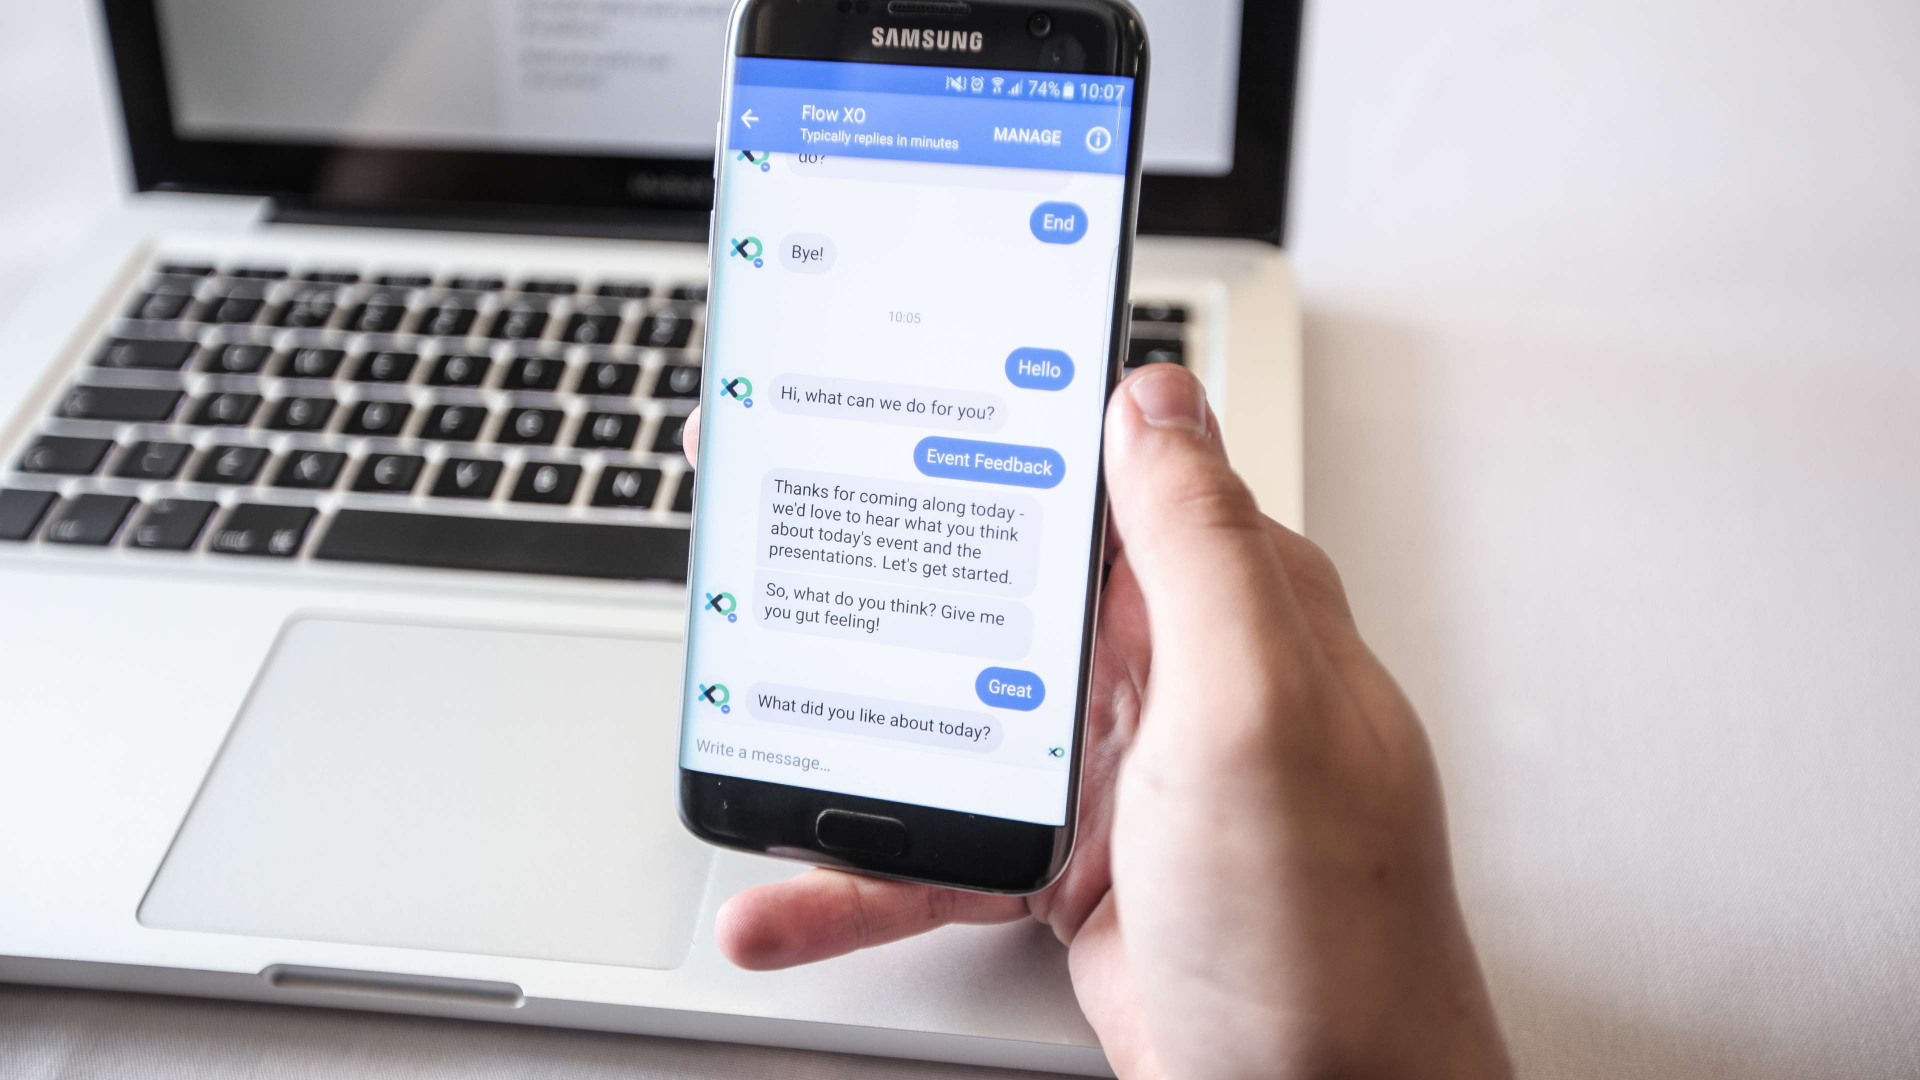 SAMSUNG
74% 10:07
Flow XO
Typically replies in minutes
MANAGE
do?
End
Bye!
10:05
Hello
Hi, what can we do for you?
Event Feedback
Thanks for coming along today -
we'd love to hear what you think
about today's event and the
presentations. Let's get started.
So, what do you think? Give me
you gut feeling!
Great
What did you like about today?
Write a message...